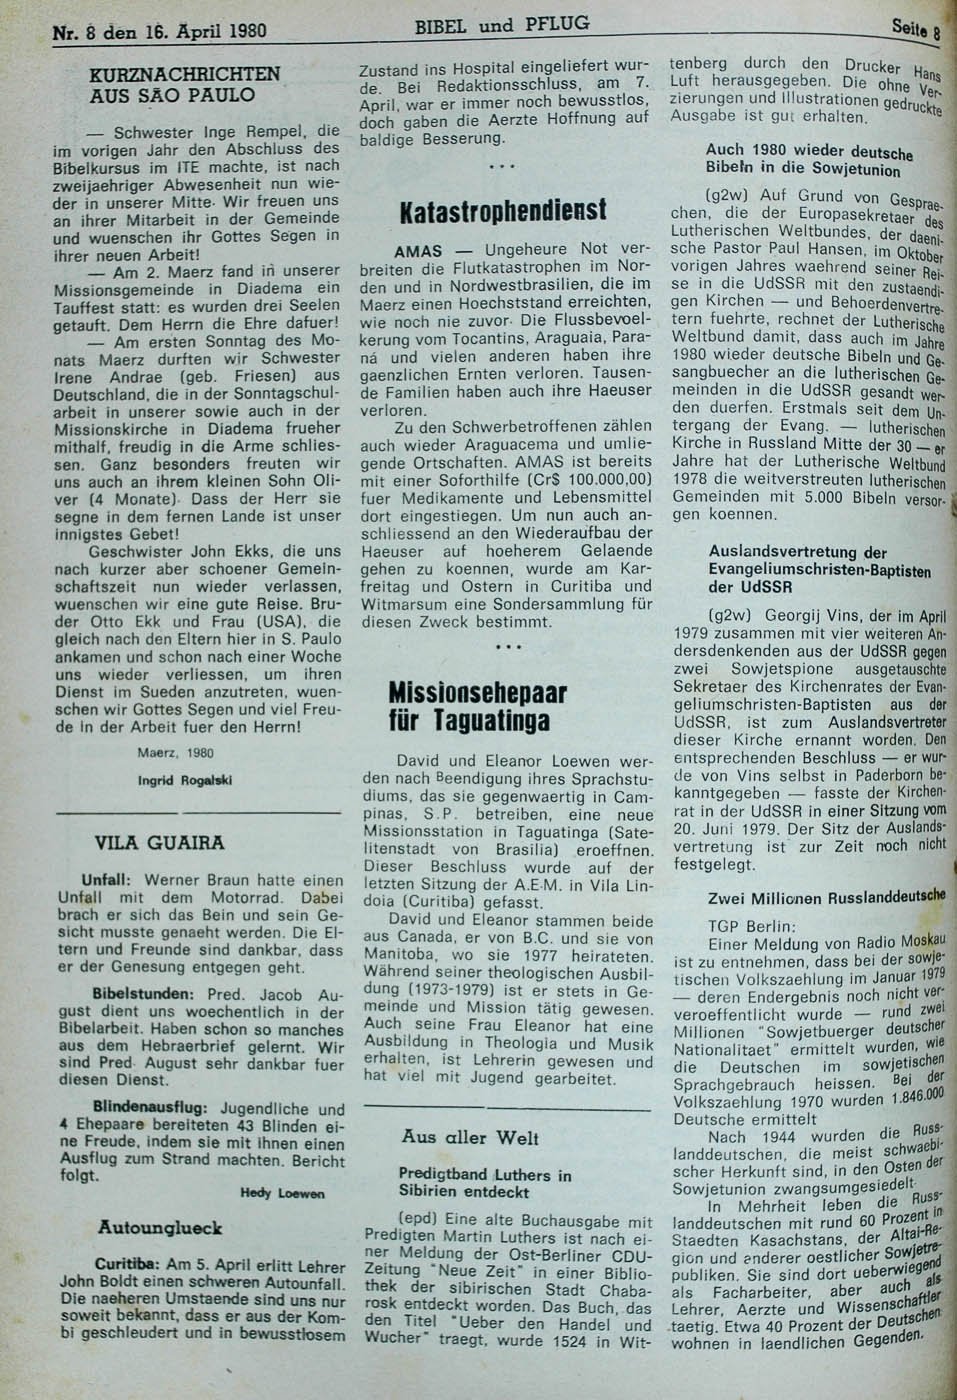 Nr. 8 den 16. April 1980
BIBEL und PFLUG
Seite 8
KURZNACHRICHTEN
AUS SÃO PAULO
— Schwester Inge Rempel, die
im vorigen Jahr den Abschluss des
Bibelkursus im ITE machte, ist nach
zweijaehriger Abwesenheit nun wie-
der in unserer Mitte. Wir freuen uns
an ihrer Mitarbeit in der Gemeinde
und wuenschen ihr Gottes Segen in
ihrer neuen Arbeit!
— Am 2. Maerz fand in unserer
Missionsgemeinde in Diadema ein
Tauffest statt: es wurden drei Seelen
getauft. Dem Herrn die Ehre dafuer!
— Am ersten Sonntag des Mo-
nats Maerz durften wir Schwester
Irene Andrae (geb. Friesen) aus
Deutschland, die in der Sonntagschul-
arbeit in unserer sowie auch in der
Missionskirche in Diadema frueher
mithalf, freudig in die Arme schlies-
sen. Ganz besonders freuten wir
uns auch an ihrem kleinen Sohn Oli-
ver (4 Monate). Dass der Herr sie
segne in dem fernen Lande ist unser
innigstes Gebet!
Geschwister John Ekks, die uns
nach kurzer aber schoener Gemein-
schaftszeit nun wieder verlassen,
wuenschen wir eine gute Reise. Bru-
der Otto Ekk und Frau (USA), die
gleich nach den Eltern hier in S. Paulo
ankamen und schon nach einer Woche
uns wieder verliessen, um ihren
Dienst im Sueden anzutreten, wuen-
schen wir Gottes Segen und viel Freu-
de in der Arbeit fuer den Herrn!
Maerz, 1980
Ingrid Rogalski
VILA GUAIRA
Unfall: Werner Braun hatte einen
Unfall mit dem Motorrad. Dabei
brach er sich das Bein und sein Ge-
sicht musste genaeht werden. Die El-
tern und Freunde sind dankbar, dass
er der Genesung entgegen geht.
Bibelstunden: Pred. Jacob Au-
gust dient uns woechentlich in der
Bibelarbeit. Haben schon so manches
aus dem Hebraerbrief gelernt. Wir
sind Pred. August sehr dankbar fuer
diesen Dienst.
Blindenausflug: Jugendliche und
4 Ehepaare bereiteten 43 Blinden ei-
ne Freude, indem sie mit ihnen einen
Ausflug zum Strand machten. Bericht
folgt.
Hedy Loewen
Autounglueck
Curitiba: Am 5. April erlitt Lehrer
John Boldt einen schweren Autounfall.
Die naeheren Umstaende sind uns nur
soweit bekannt, dass er aus der Kom-
bi geschleudert und in bewusstlosem
Zustand ins Hospital eingeliefert wur-
de. Bei Redaktionsschluss, am 7.
April, war er immer noch bewusstlos,
doch gaben die Aerzte Hoffnung auf
baldige Besserung.
• • •
Katastrophendienst
AMAS — Ungeheure Not ver-
breiten die Flutkatastrophen im Nor-
den und in Nordwestbrasilien, die im
Maerz einen Hoechststand erreichten,
wie noch nie zuvor. Die Flussbevoel-
kerung vom Tocantins, Araguaia, Para-
ná und vielen anderen haben ihre
gaenzlichen Ernten verloren. Tausen-
de Familien haben auch ihre Haeuser
verloren.
Zu den Schwerbetroffenen zählen
auch wieder Araguacema und umlie-
gende Ortschaften. AMAS ist bereits
mit einer Soforthilfe (Cr$ 100.000,00)
fuer Medikamente und Lebensmittel
dort eingestiegen. Um nun auch an-
schliessend an den Wiederaufbau der
Haeuser auf hoeherem Gelaende
gehen zu koennen, wurde am Kar-
freitag und Ostern in Curitiba und
Witmarsum eine Sondersammlung für
diesen Zweck bestimmt.
• • •
Missionsehepaar
für Taguatinga
David und Eleanor Loewen wer-
den nach Beendigung ihres Sprachstu-
diums, das sie gegenwaertig in Cam-
pinas, S.P. betreiben, eine neue
Missionsstation in Taguatinga (Sate-
litenstadt von Brasilia) eroeffnen.
Dieser Beschluss wurde auf der
letzten Sitzung der A.E.M. in Vila Lin-
doia (Curitiba) gefasst.
David und Eleanor stammen beide
aus Canada, er von B.C. und sie von
Manitoba, wo sie 1977 heirateten.
Während seiner theologischen Ausbil-
dung (1973-1979) ist er stets in Ge-
meinde und Mission tätig gewesen.
Auch seine Frau Eleanor hat eine
Ausbildung in Theologia und Musik
erhalten, ist Lehrerin gewesen und
hat viel mit Jugend gearbeitet.
Aus aller Welt
Predigtband Luthers in
Sibirien entdeckt
(epd) Eine alte Buchausgabe mit
Predigten Martin Luthers ist nach ei-
ner Meldung der Ost-Berliner CDU-
Zeitung "Neue Zeit" in einer Biblio-
thek der sibirischen Stadt Chaba-
rosk entdeckt worden. Das Buch, das
den Titel "Ueber den Handel und
Wucher" traegt, wurde 1524 in Wit-
tenberg durch den Drucker Hans
Luft herausgegeben. Die ohne Ver-
zierungen und Illustrationen gedruckte
Ausgabe ist gut erhalten.
Auch 1980 wieder deutsche
Bibeln in die Sowjetunion
(g2w) Auf Grund von Gesprae-
chen, die der Europasekretaer des
Lutherischen Weltbundes, der daeni-
sche Pastor Paul Hansen, im Oktober
vorigen Jahres waehrend seiner Rei-
se in die UdSSR mit den zustaendi-
gen Kirchen — und Behoerdenvertre-
tern fuehrte, rechnet der Lutherische
Weltbund damit, dass auch im Jahre
1980 wieder deutsche Bibeln und Ge-
sangbuecher an die lutherischen Ge-
meinden in die UdSSR gesandt wer-
den duerfen. Erstmals seit dem Un-
tergang der Evang. — lutherischen
Kirche in Russland Mitte der 30 — er
Jahre hat der Lutherische Weltbund
1978 die weitverstreuten lutherischen
Gemeinden mit 5.000 Bibeln versor-
gen koennen.
Auslandsvertretung der
Evangeliumschristen-Baptisten
der UdSSR
(g2w) Georgij Vins, der im April
1979 zusammen mit vier weiteren An-
dersdenkenden aus der UdSSR gegen
zwei Sowjetspione ausgetauschte
Sekretaer des Kirchenrates der Evan-
geliumschristen-Baptisten aus der
UdSSR, ist zum Auslandsvertreter
dieser Kirche ernannt worden. Den
entsprechenden Beschluss — er wur-
de von Vins selbst in Paderborn be-
kanntgegeben — fasste der Kirchen-
rat in der UdSSR in einer Sitzung vom
20. Juni 1979. Der Sitz der Auslands-
vertretung ist zur Zeit noch nicht
festgelegt.
Zwei Millionen Russlanddeutsche
TGP Berlin:
Einer Meldung von Radio Moskau
ist zu entnehmen, dass bei der sowje-
tischen Volkszaehlung im Januar 1979
— deren Endergebnis noch nicht ver-
veroeffentlicht wurde — rund zwei
Millionen "Sowjetbuerger deutscher
Nationalitaet" ermittelt wurden, wie
die Deutschen im sowjetischen
Sprachgebrauch heissen. Bei der
Volkszaehlung 1970 wurden 1.846.000
Deutsche ermittelt
Nach 1944 wurden die Russ-
landdeutschen, die meist schwaebi-
scher Herkunft sind, in den Osten der
Sowjetunion zwangsumgesiedelt.
In Mehrheit leben die Russ-
landdeutschen mit rund 60 Prozent in
Staedten Kasachstans, der Altai-Re-
gion und anderer oestlicher Sowjetre-
publiken. Sie sind dort ueberwiegend
als Facharbeiter, aber auch als
Lehrer, Aerzte und Wissenschaftler
taetig. Etwa 40 Prozent der Deutschen
wohnen in laendlichen Gegenden.